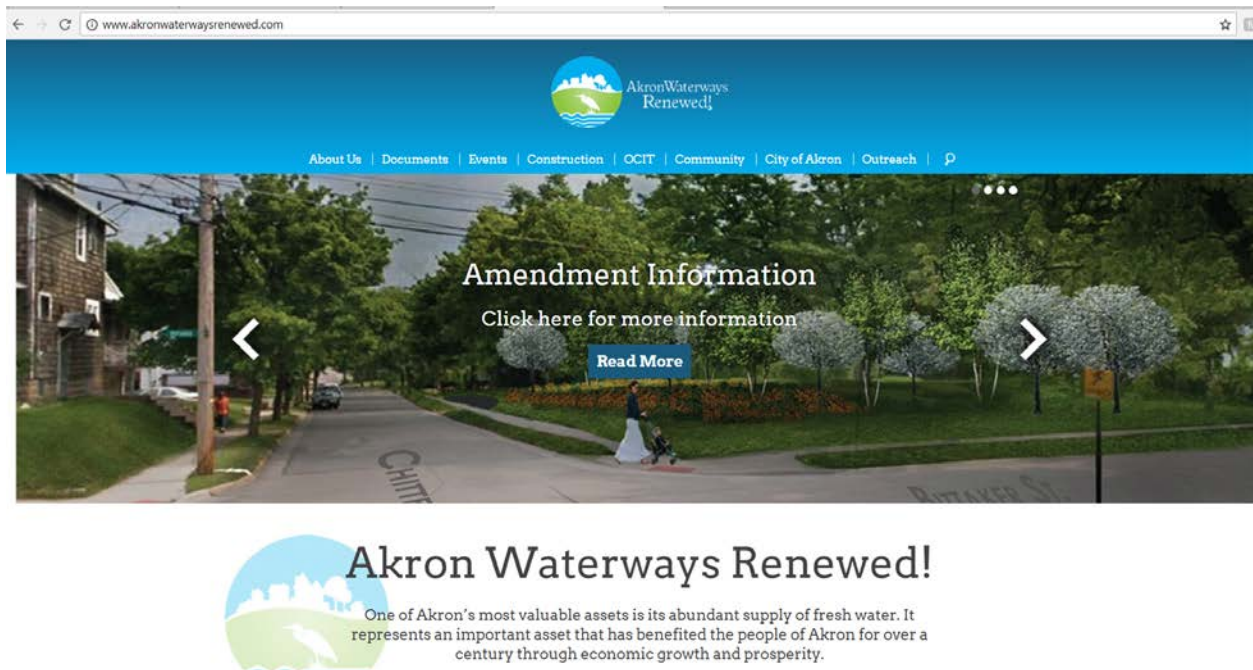 www.akronwaterwaysrenewed.com
AkronWaterways
Renewed!
About Us | Documents | Events | Construction | OCIT | Community | City of Akron | Outreach |
Amendment Information
Click here for more information
Read More
Akron Waterways Renewed!
One of Akron's most valuable assets is its abundant supply of fresh water. It
represents an important asset that has benefited the people of Akron for over a
century through economic growth and prosperity.